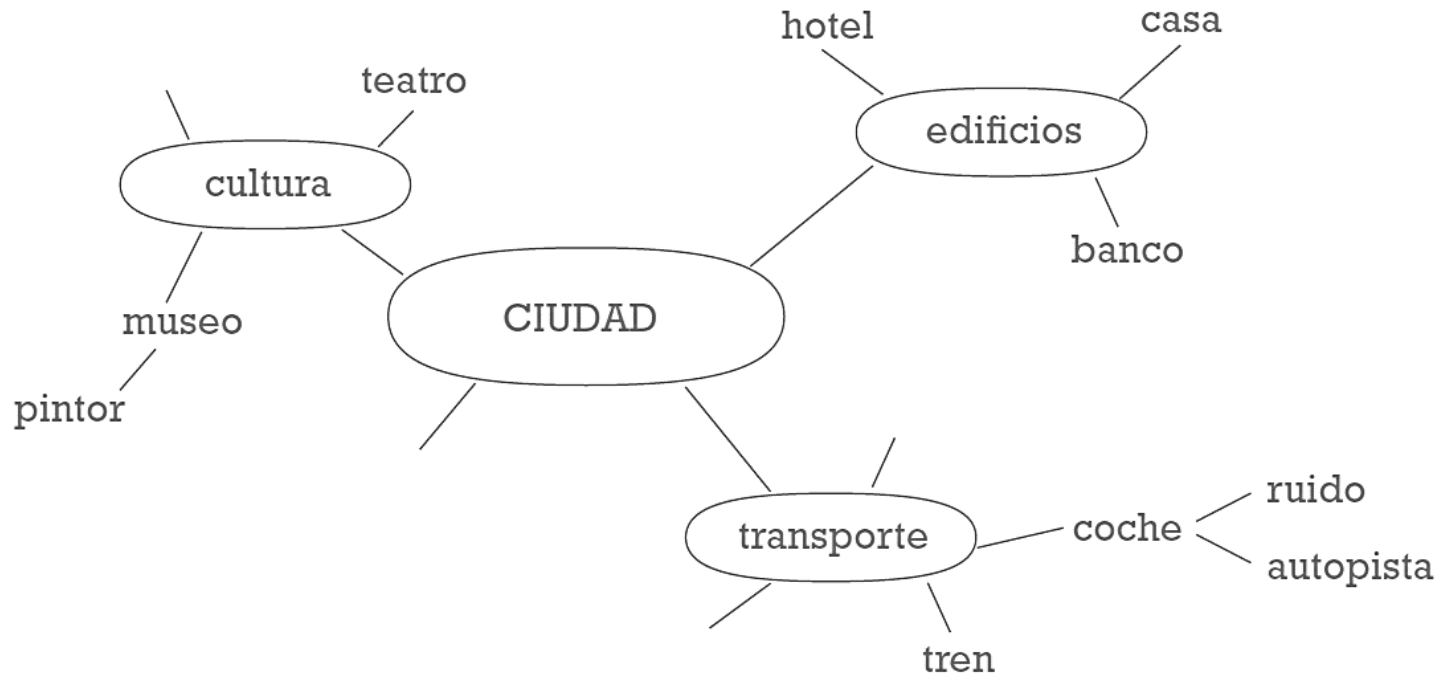 hotel
casa
teatro
edificios
cultura
banco
museo
CIUDAD
pintor
ruido
transporte
coche
autopista
tren